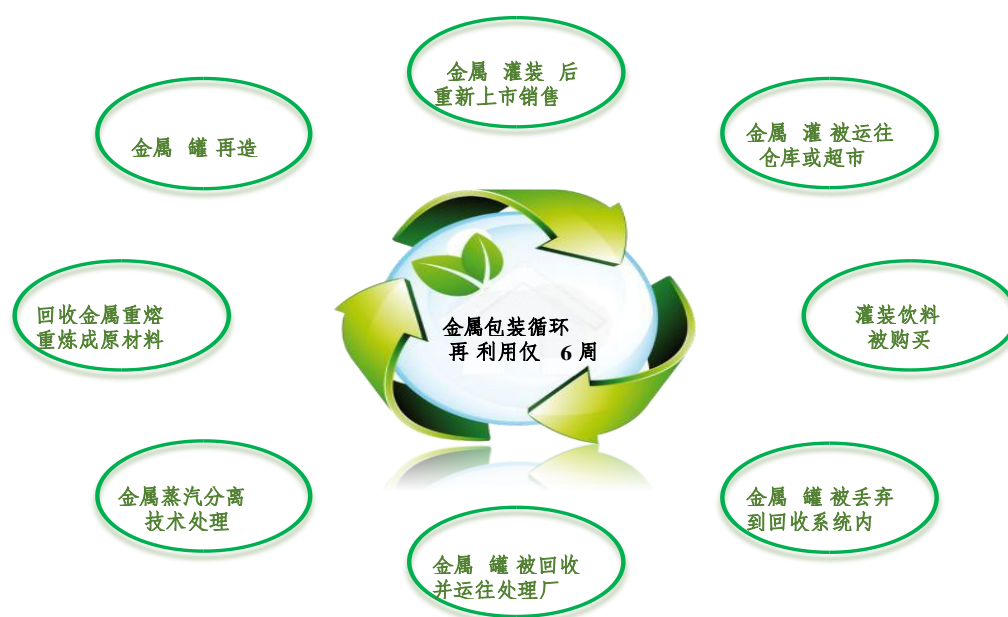 金属 灌装 后
重新上市销售
金属 灌 被运往
仓库或超市
灌装饮料
被购买
金属 罐 被丢弃
到回收系统内
金属 罐 被回收
并运往处理厂
金属蒸汽分离
技术处理
回收金属重熔
重炼成原材料
金属 罐 再造
金属包装循环
再 利用仅 6 周